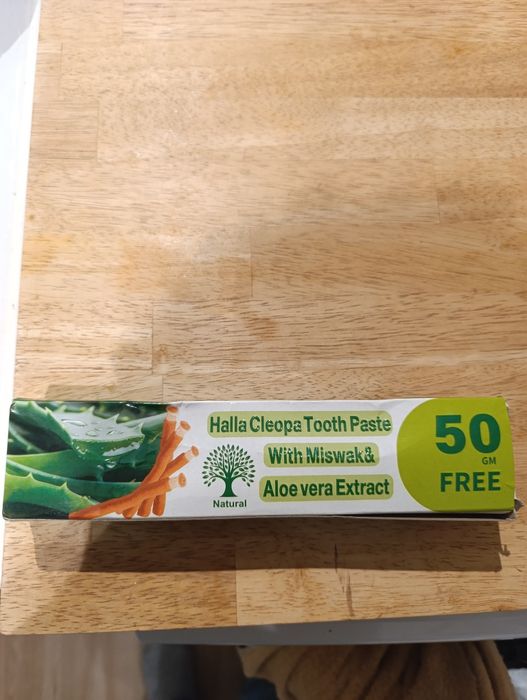 Halla Cleopa Tooth Paste
With Miswak&
Aloe vera Extract
Natural
50
GM
FREE